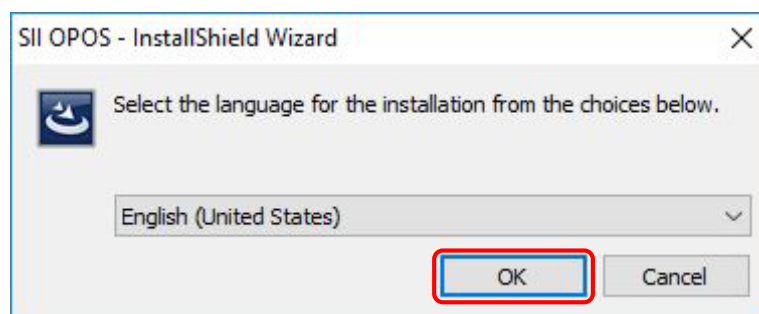 SII OPOS - InstallShield Wizard
Select the language for the installation from the choices below.
English (United States)
OK
Cancel